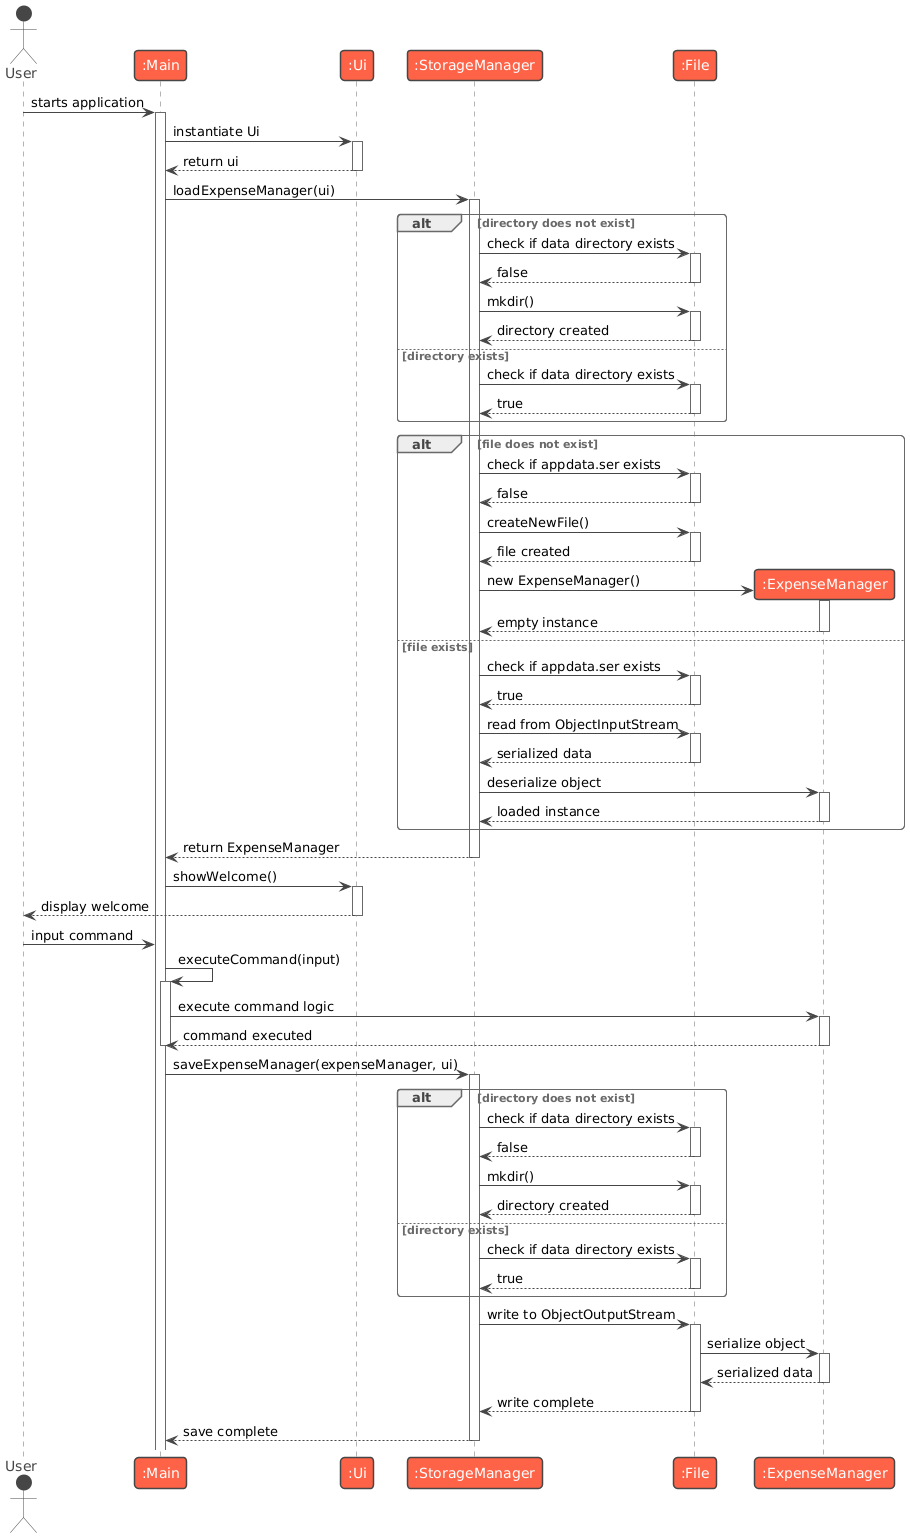 User
:Main
:Ui
:StorageManager
:File
starts application
instantiate Ui
return ui
loadExpenseManager(ui)
alt
[directory does not exist]
check if data directory exists
false
mkdir()
directory created
[directory exists]
check if data directory exists
true
alt
[file does not exist]
check if appdata.ser exists
false
createNewFile()
file created
new ExpenseManager()
:ExpenseManager
empty instance
[file exists]
check if appdata.ser exists
true
read from ObjectInputStream
serialized data
deserialize object
loaded instance
return ExpenseManager
showWelcome()
display welcome
input command
executeCommand(input)
execute command logic
command executed
saveExpenseManager(expenseManager, ui)
alt
[directory does not exist]
check if data directory exists
false
mkdir()
directory created
[directory exists]
check if data directory exists
true
write to ObjectOutputStream
serialize object
serialized data
write complete
save complete
User
:Main
:Ui
:StorageManager
:File
:ExpenseManager